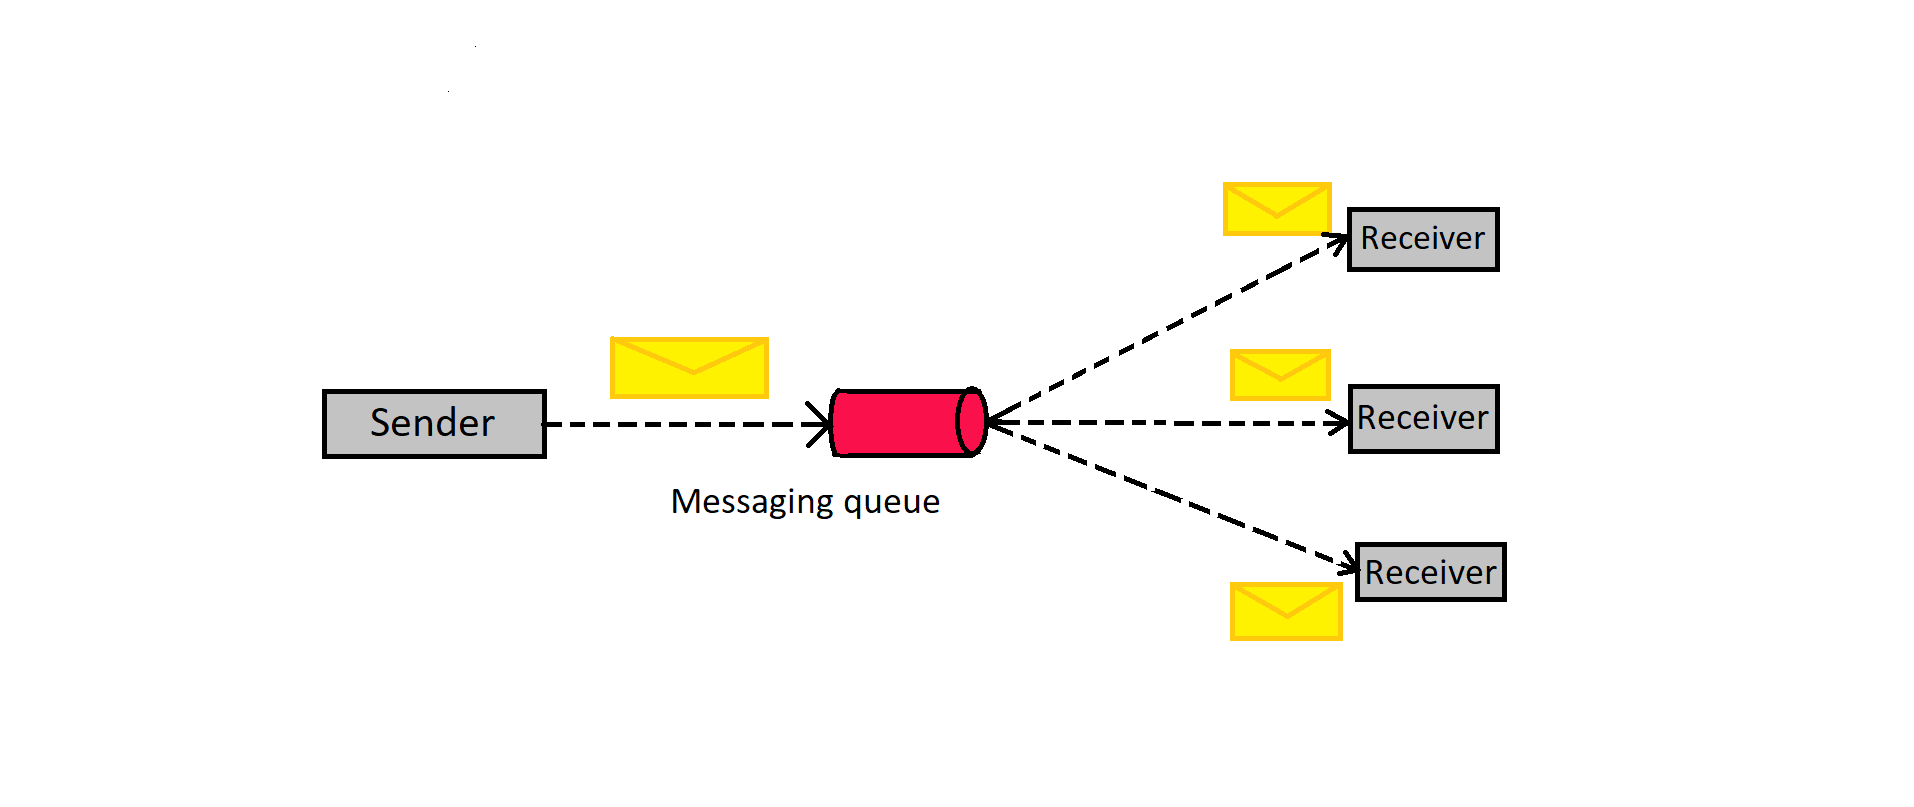 Sender
Messaging queue
Receiver
Receiver
Receiver